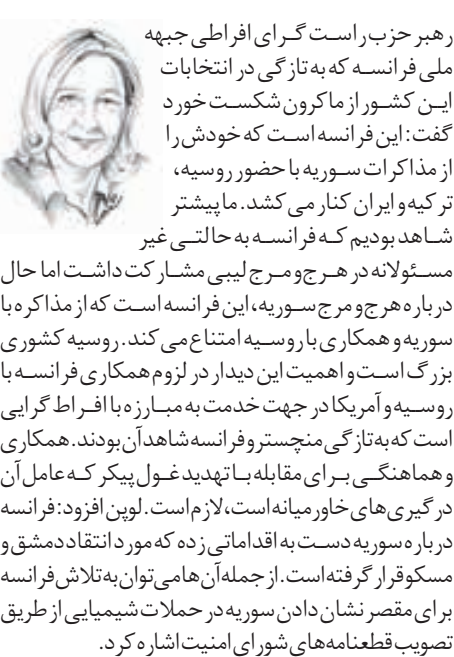 رهبر حزب راست گرای افراطی جبهه
ملی فرانسه که به تازگی در انتخابات
این کشور از ماکرون شکست خورد
گفت: این فرانسه است که خودش را
از مذاکرات سوریه با حضور روسیه،
ترکیه و ایران کنار می کشد. ما پیشتر
شاهد بودیم که فرانسه به حالتی غیر
مسئولانه در هرج و مرج لیبی مشارکت داشت اما حال
درباره هرج و مرج سوریه، این فرانسه است که از مذاکره با
سوریه و همکاری با روسیه امتناع می کند. روسیه کشوری
بزرگ است و اهمیت این دیدار در لزوم همکاری فرانسه با
روسیه و آمریکا در جهت خدمت به مبارزه با افراط گرایی
است که به تازگی منچستر و فرانسه شاهد آن بودند. همکاری
و هماهنگی برای مقابله با تهدید غول پیکر که عامل آن
درگیری های خاورمیانه است، لازم است. لوپن افزود: فرانسه
درباره سوریه دست به اقداماتی زده که مورد انتقاد دمشق و
مسکو قرار گرفته است. از جمله آن ها می توان به تلاش فرانسه
برای مقصر نشان دادن سوریه در حملات شیمیایی از طریق
تصویب قطعنامه های شورای امنیت اشاره کرد.